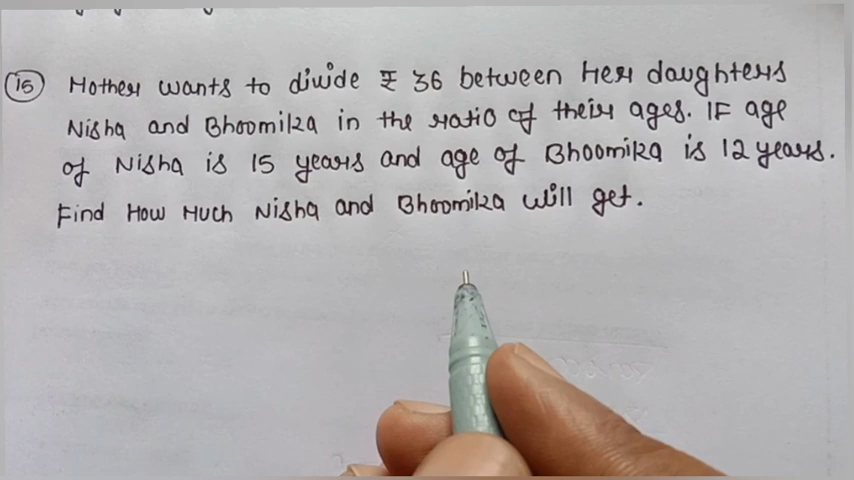 15 Mother wants to divide ₹ 36 between Her daughters
Nisha and Bhoomika in the ratio of their ages. IF age
of Nisha is 15 years and age of Bhoomika is 12 years.
Find How Much Nisha and Bhoomika will get.